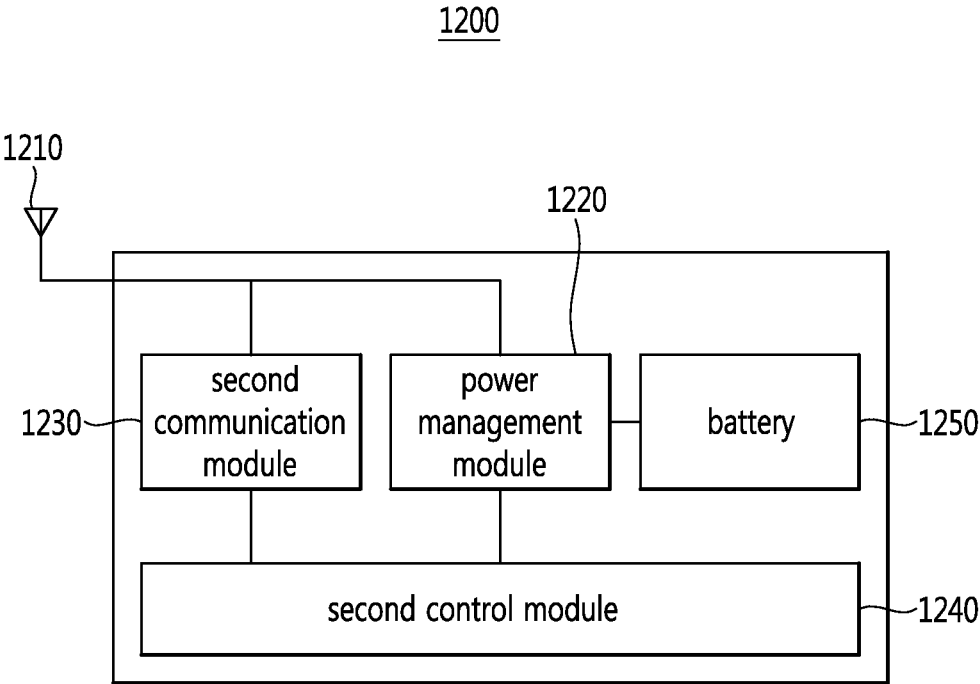 1200
1210
1220
second
communication
module
power
management
module
battery
1230
1250
second control module
1240